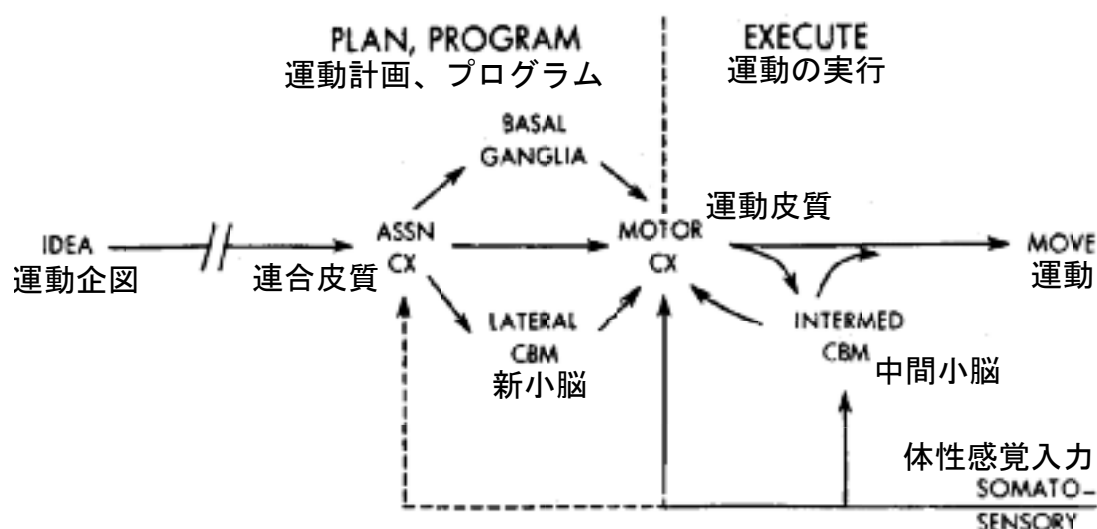 PLAN, PROGRAM
運動計画、プログラム
EXECUTE
運動の実行
BASAL
GANGLIA
IDEA
運動企図
ASSN
CX
連合皮質
MOTOR
CX
運動皮質
MOVE
運動
LATERAL
CBM
新小脳
INTERMED
CBM
中間小脳
体性感覚入力
SOMATO-
SENSORY